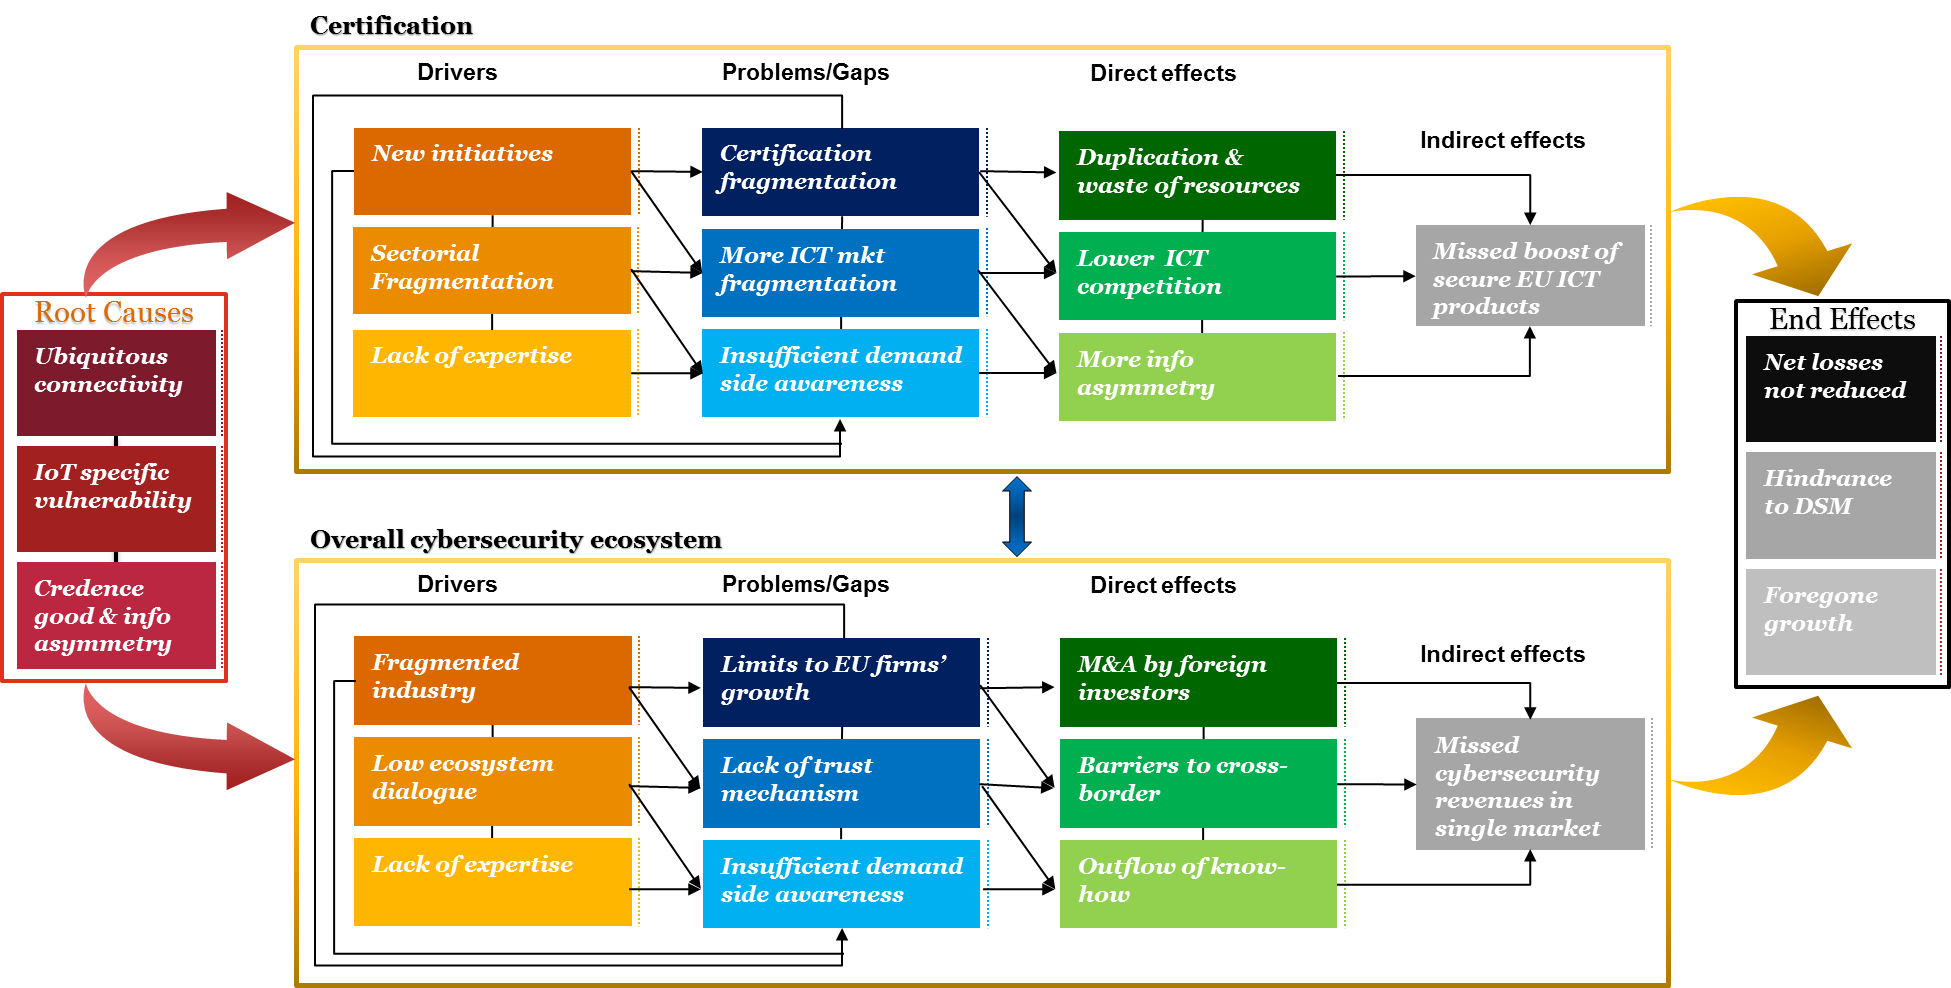 Certification
Drivers
Problems/Gaps
Direct effects
Indirect effects
New initiatives
Certification
fragmentation
Duplication &
waste of resources
Sectorial
Fragmentation
More ICT mkt
fragmentation
Lower ICT
competition
Missed boost of
secure EU ICT
products
Lack of expertise
Insufficient demand
side awareness
More info
asymmetry
Root Causes
Ubiquitous
connectivity
IoT specific
vulnerability
Credence
good & info
asymmetry
End Effects
Net losses
not reduced
Hindrance
to DSM
Foregone
growth
Overall cybersecurity ecosystem
Drivers
Problems/Gaps
Direct effects
Indirect effects
Fragmented
industry
Limits to EU firms’
growth
M&A by foreign
investors
Low ecosystem
dialogue
Lack of trust
mechanism
Barriers to cross-
border
Missed
cybersecurity
revenues in
single market
Lack of expertise
Insufficient demand
side awareness
Outflow of know-
how